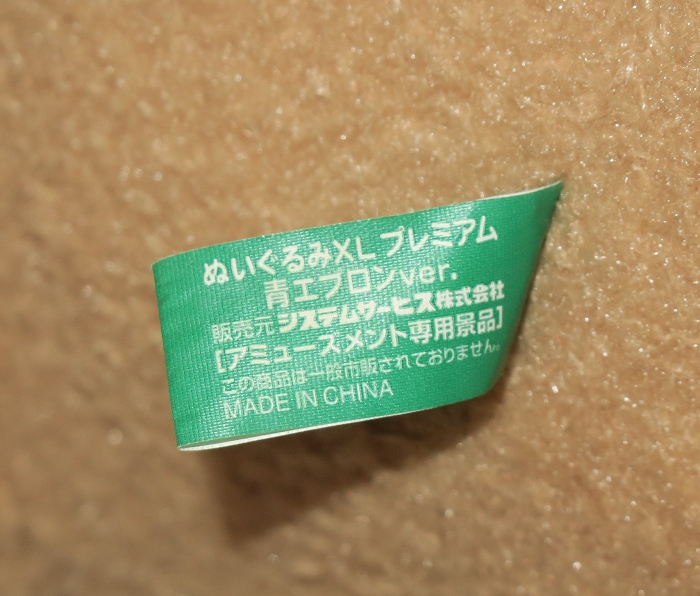 ぬいぐるみXL プレミアム
青エプロンver.
販売元 システムサービス株式会社
[アミューズメント専用景品]
この商品は一般市販されておりません。
MADE IN CHINA